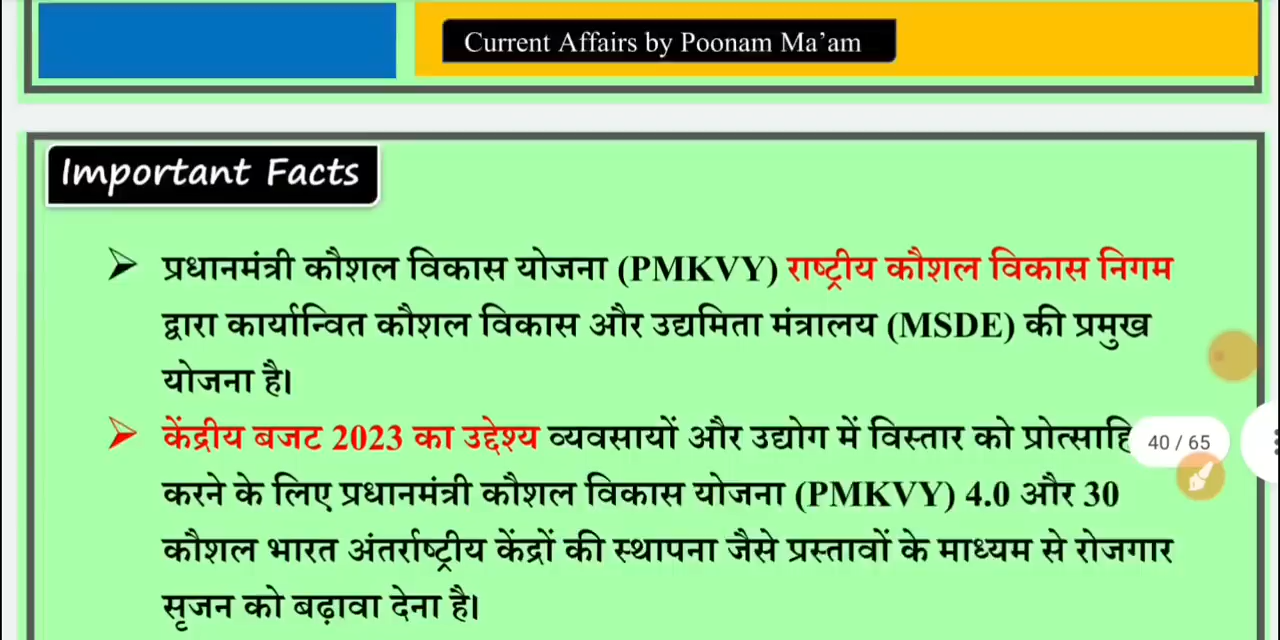 Current Affairs by Poonam Ma’am
Important Facts
➢ प्रधानमंत्री कौशल विकास योजना (PMKVY) राष्ट्रीय कौशल विकास निगम
द्वारा कार्यान्वित कौशल विकास और उद्यमिता मंत्रालय (MSDE) की प्रमुख
योजना है।
➢ केंद्रीय बजट 2023 का उद्देश्य व्यवसायों और उद्योग में विस्तार को
40 / 65
करने के लिए प्रधानमंत्री कौशल विकास योजना (PMKVY) 4.0 और 30
कौशल भारत अंतर्राष्ट्रीय केंद्रों की स्थापना जैसे प्रस्तावों के माध्यम से रोजगार
सृजन को बढ़ावा देना है।